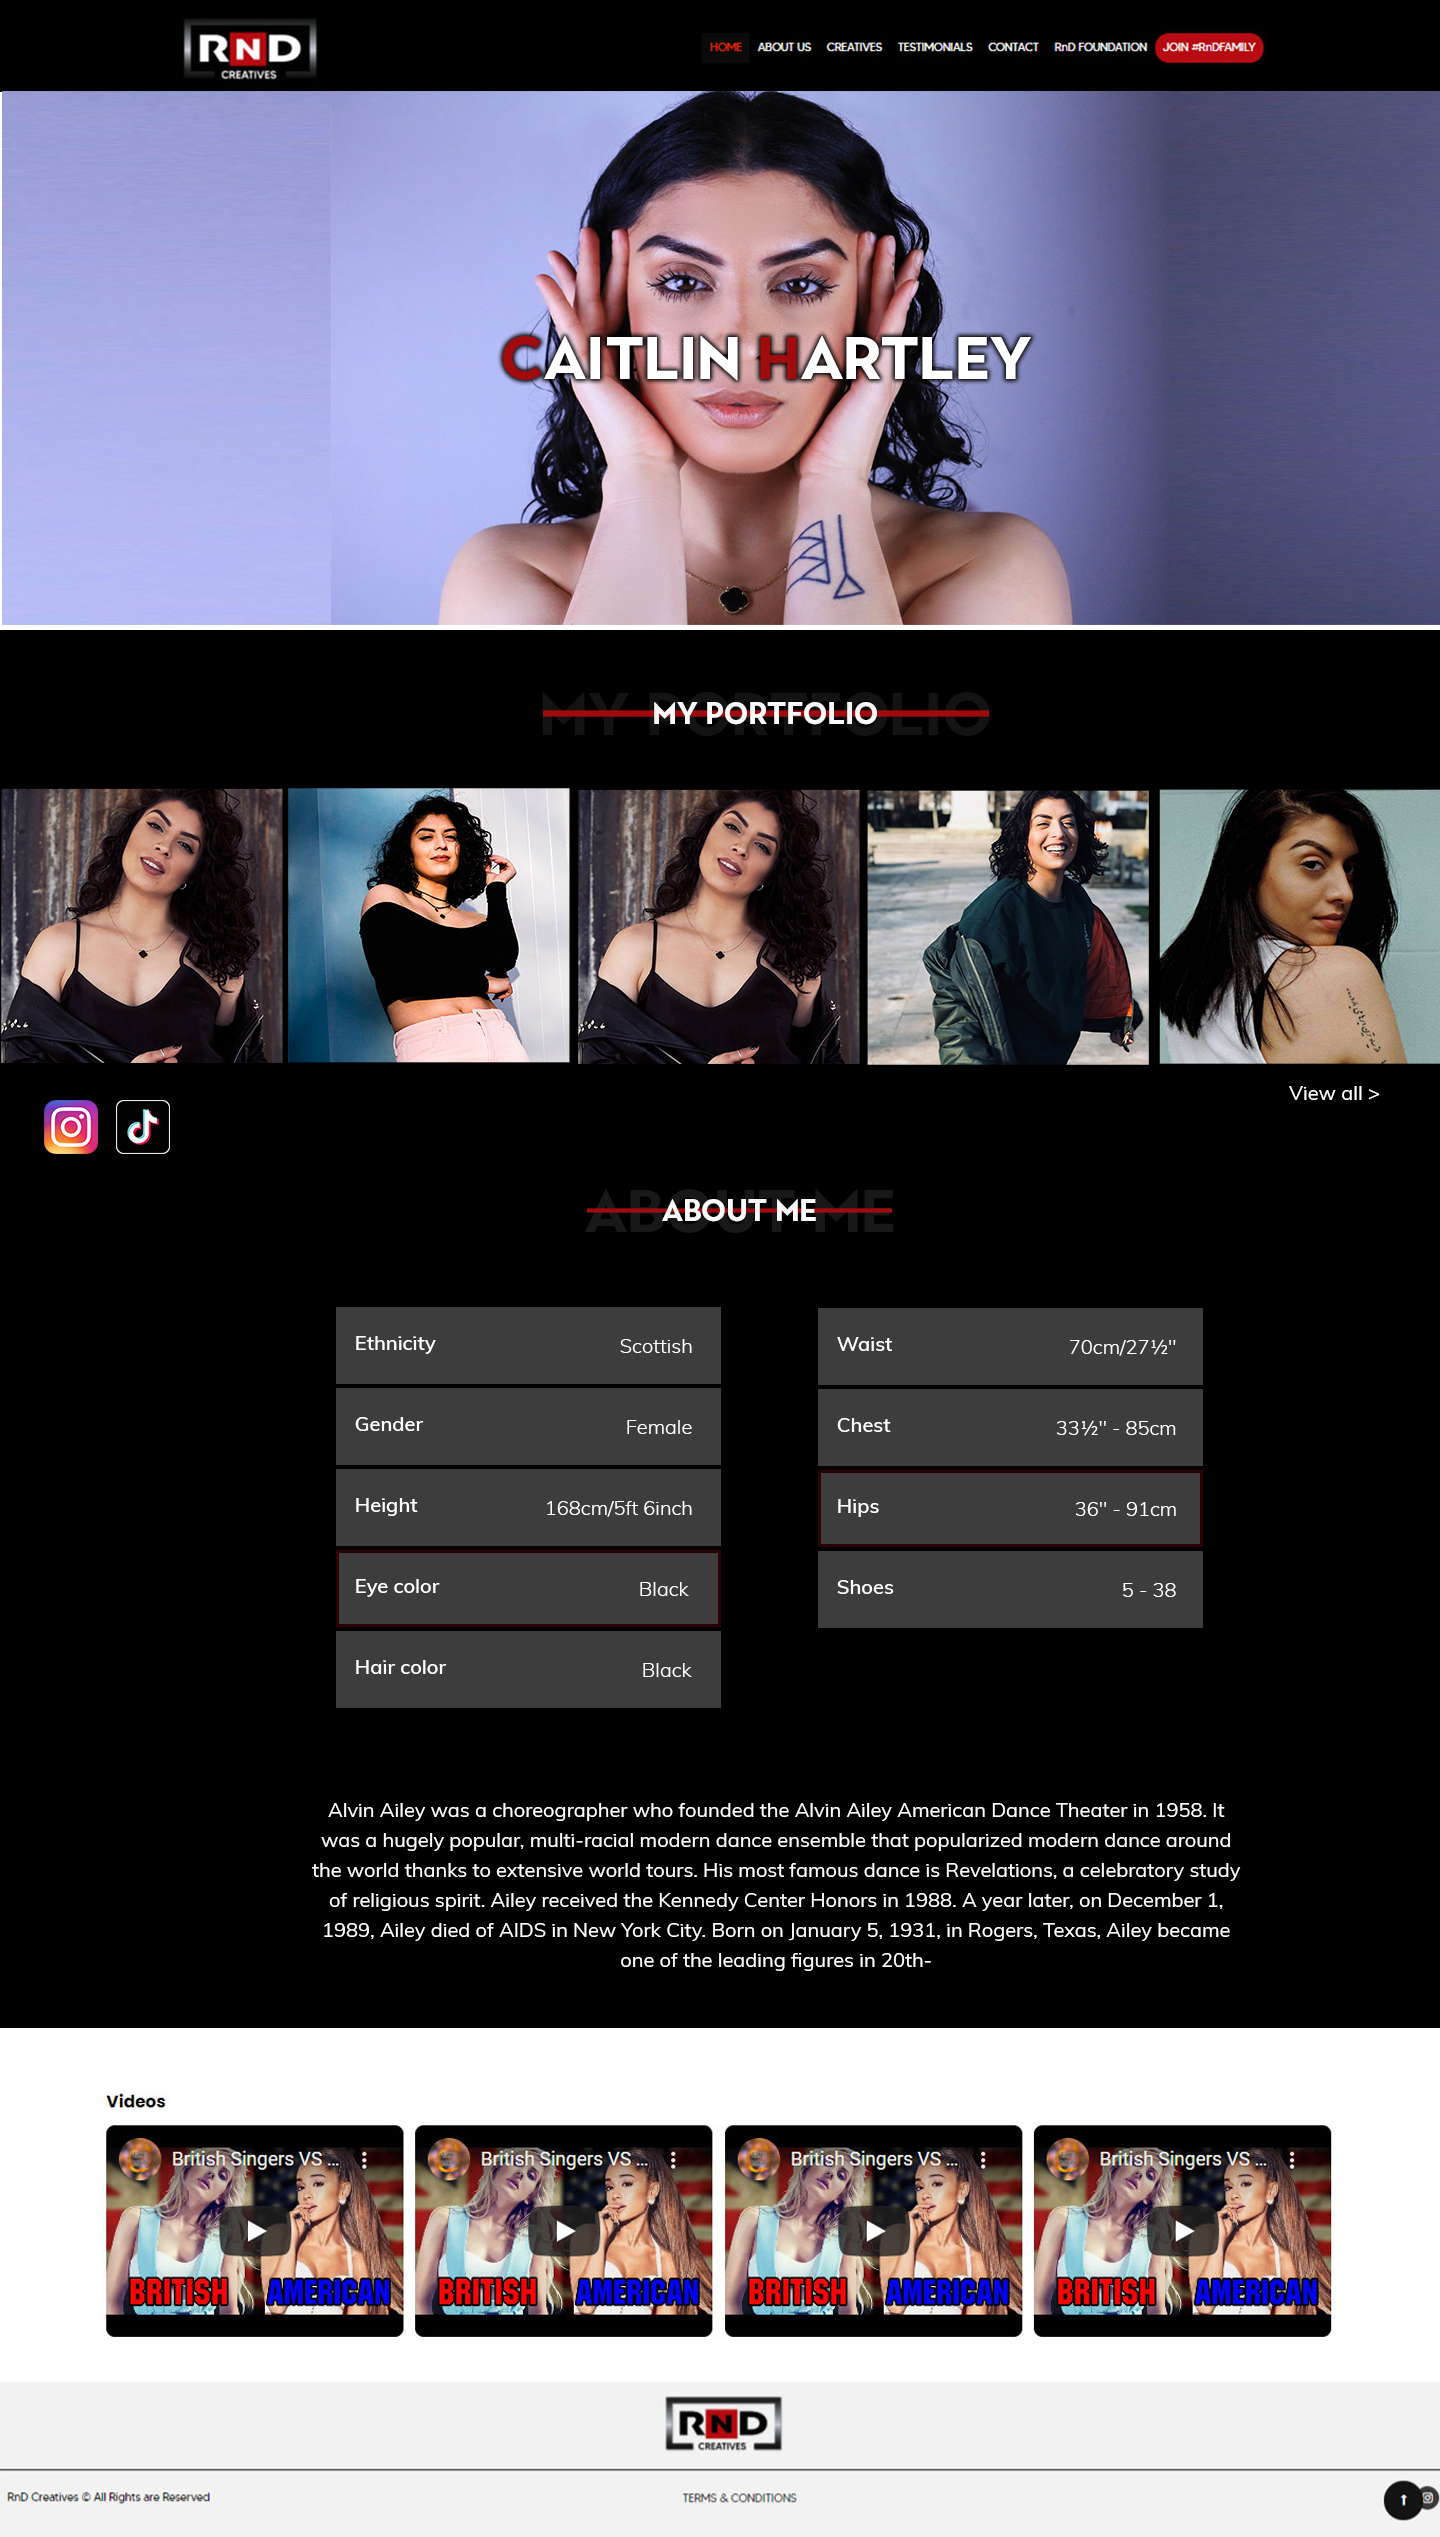 RND
CREATIVES
HOME ABOUT US CREATIVES TESTIMONIALS CONTACT RnD FOUNDATION JOIN #RnDFAMILY
CAITLIN HARTLEY
MY PORTFOLIO
MY PORTFOLIO
View all >
ABOUT ME
ABOUT ME
Ethnicity Scottish
Gender Female
Height 168cm/5ft 6inch
Eye color Black
Hair color Black
Waist 70cm/27½"
Chest 33½" - 85cm
Hips 36" - 91cm
Shoes 5 - 38
Alvin Ailey was a choreographer who founded the Alvin Ailey American Dance Theater in 1958. It
was a hugely popular, multi-racial modern dance ensemble that popularized modern dance around
the world thanks to extensive world tours. His most famous dance is Revelations, a celebratory study
of religious spirit. Ailey received the Kennedy Center Honors in 1988. A year later, on December 1,
1989, Ailey died of AIDS in New York City. Born on January 5, 1931, in Rogers, Texas, Ailey became
one of the leading figures in 20th-
Videos
British Singers VS ...
BRITISH AMERICAN
British Singers VS ...
BRITISH AMERICAN
British Singers VS ...
BRITISH AMERICAN
British Singers VS ...
BRITISH AMERICAN
RND
CREATIVES
RnD Creatives © All Rights are Reserved
TERMS & CONDITIONS